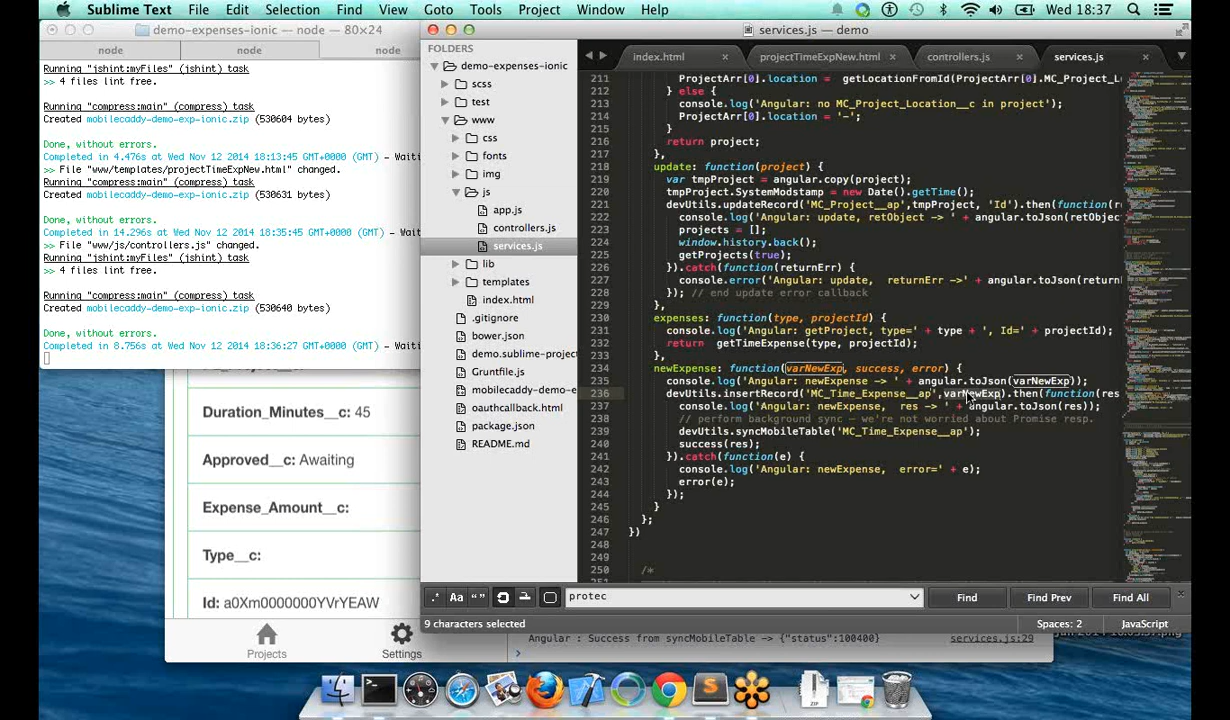 Sublime Text File Edit Selection Find View Goto Tools Project Window Help Wed 18:37
demo-expenses-ionic — node — 80×24
node node node
Running "jshint:myFiles" (jshint) task
>> 4 files lint free.
Running "compress:main" (compress) task
Created mobilecaddy-demo-exp-ionic.zip (530604 bytes)
Done, without errors.
Completed in 4.476s at Wed Nov 12 2014 18:13:45 GMT+0000 (GMT) - Waiti
>> File "www/templates/projectTimeExpNew.html" changed.
Running "compress:main" (compress) task
Created mobilecaddy-demo-exp-ionic.zip (530631 bytes)
Done, without errors.
Completed in 14.296s at Wed Nov 12 2014 18:35:45 GMT+0000 (GMT) - Wait
>> File "www/js/controllers.js" changed.
Running "jshint:myFiles" (jshint) task
>> 4 files lint free.
Running "compress:main" (compress) task
Created mobilecaddy-demo-exp-ionic.zip (530640 bytes)
Done, without errors.
Completed in 8.756s at Wed Nov 12 2014 18:36:27 GMT+0000 (GMT) - Waiti
Duration_Minutes__c: 45
Approved__c: Awaiting
Expense_Amount__c:
Type__c:
Id: a0Xm0000000YVrYEAW
Projects Settings
services.js — demo
FOLDERS
demo-expenses-ionic
scss
test
www
css
fonts
img
js
app.js
controllers.js
services.js
lib
templates
index.html
.gitignore
bower.json
demo.sublime-project
Gruntfile.js
mobilecaddy-demo-e
oauthcallback.html
package.json
README.md
index.html projectTimeExpNew.html controllers.js services.js
211 ProjectArr[0].location = getLocationFromId(ProjectArr[0].MC_Project_L
212 } else {
213 console.log('Angular: no MC_Project_Location__c in project');
214 ProjectArr[0].location = '-';
215 }
216 return project;
217 },
218 update: function(project) {
219 var tmpProject = angular.copy(project);
220 tmpProject.SystemModstamp = new Date().getTime();
221 devUtils.updateRecord('MC_Project__ap',tmpProject, 'Id').then(function(re
222 console.log('Angular: update, retObject -> ' + angular.toJson(retObjec
223 projects = [];
224 window.history.back();
225 getProjects(true);
226 }).catch(function(returnErr) {
227 console.error('Angular: update, returnErr ->' + angular.toJson(return
228 }); // end update error callback
229 },
230 expenses: function(type, projectId) {
231 console.log('Angular: getProject, type=' + type + ', Id=' + projectId);
232 return getTimeExpense(type, projectId);
233 },
234 newExpense: function(varNewExp, success, error) {
235 console.log('Angular: newExpense -> ' + angular.toJson(varNewExp));
236 devUtils.insertRecord('MC_Time_Expense__ap',varNewExp).then(function(res
237 console.log('Angular: newExpense, res -> ' + angular.toJson(res));
238 // perform background sync – we're not worried about Promise resp.
239 devUtils.syncMobileTable('MC_Time_Expense__ap');
240 success(res);
241 }).catch(function(e) {
242 console.log('Angular: newExpense, error=' + e);
243 error(e);
244 });
245 }
246 };
247 })
248
249
250 /*
.* Aa “ ” protec Find Find Prev Find All
9 characters selected Spaces: 2 JavaScript
Angular : Success from syncMobileTable -> {"status":100400} services.js:29
>
ZIP